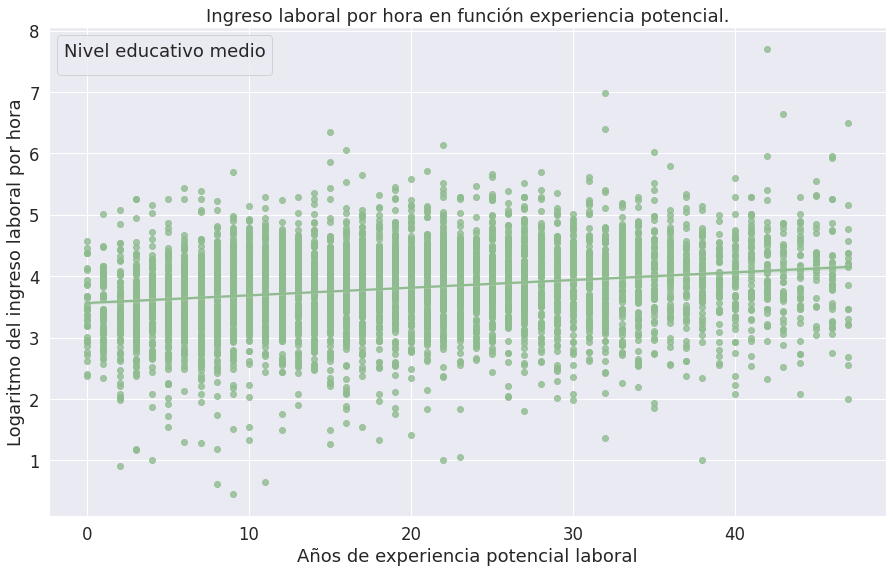 Ingreso laboral por hora en función experiencia potencial.
Nivel educativo medio
Logaritmo del ingreso laboral por hora
8
7
6
5
4
3
2
1
0 10 20 30 40
Años de experiencia potencial laboral